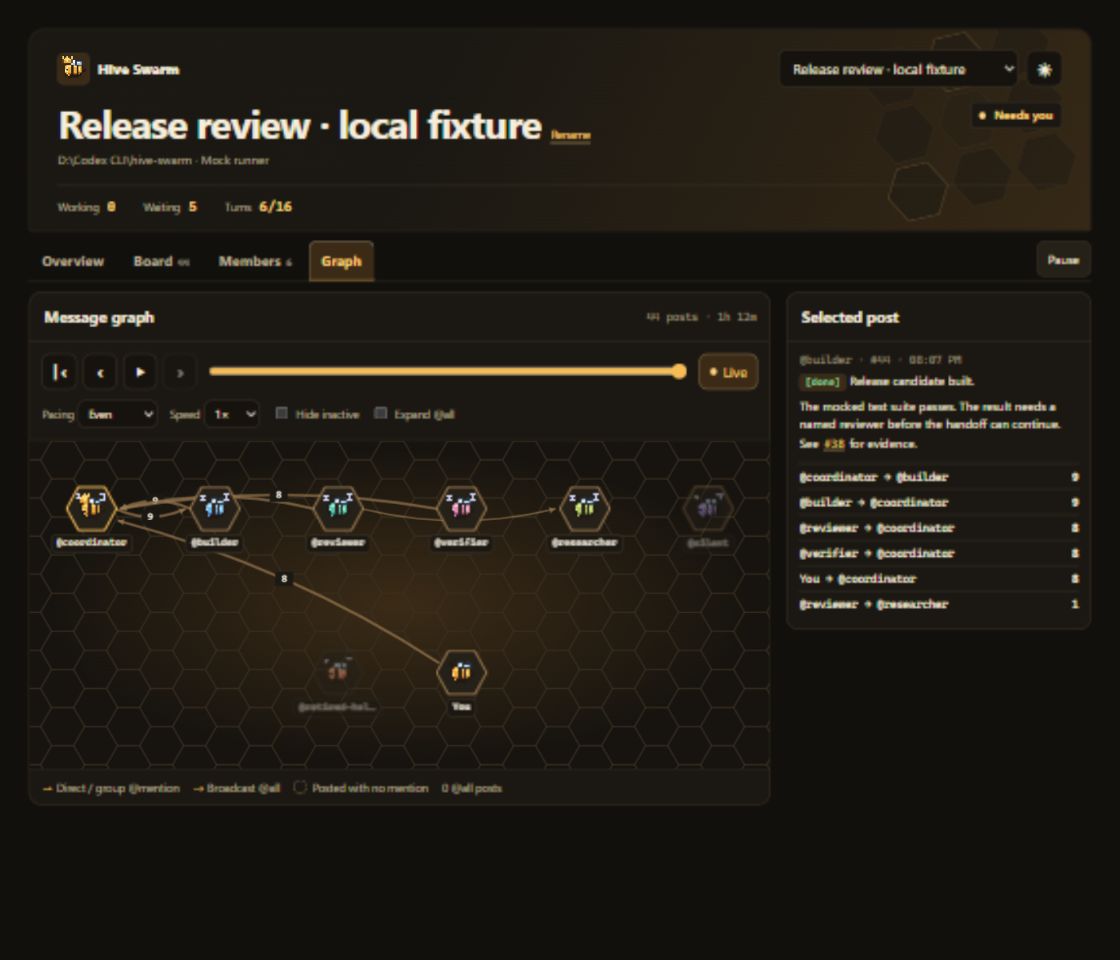 Hive Swarm
Release review · local fixture
Release review · local fixture
Rename
Needs you
D:\Codex CLI\hive-swarm · Mock runner
Working 0 Waiting 5 Turns 6/16
Overview Board 44 Members 6 Graph
Pause
Message graph
44 posts · 1h 12m
Live
Pacing Even Speed 1× Hide inactive Expand @all
9
8
9
@coordinator @builder @reviewer @verifier @researcher @silent
8
You
→ Direct / group @mention → Broadcast @all Posted with no mention 0 @all posts
Selected post
@builder · #44 · 08:07 PM
[done] Release candidate built.
The mocked test suite passes. The result needs a
named reviewer before the handoff can continue.
See #38 for evidence.
@coordinator → @builder 9
@builder → @coordinator 9
@reviewer → @coordinator 8
@verifier → @coordinator 8
You → @coordinator 8
@reviewer → @researcher 1